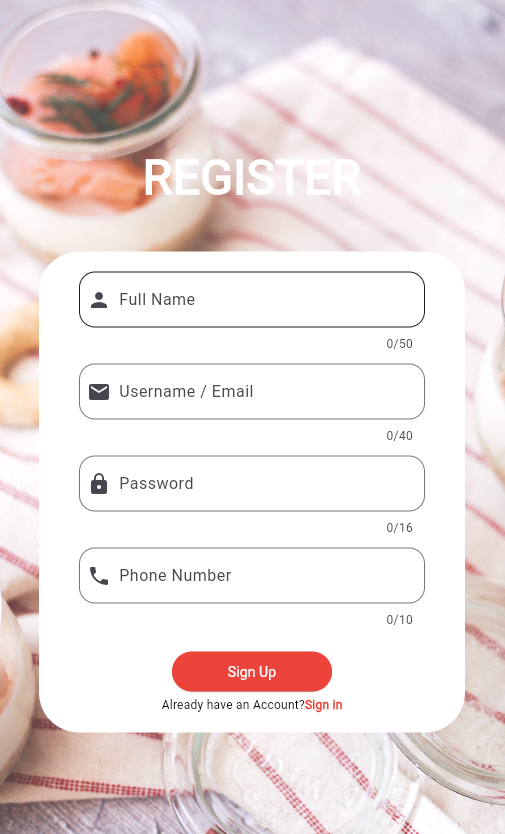 REGISTER
Full Name
0/50
Username / Email
0/40
Password
0/16
Phone Number
0/10
Sign Up
Already have an Account?Sign in